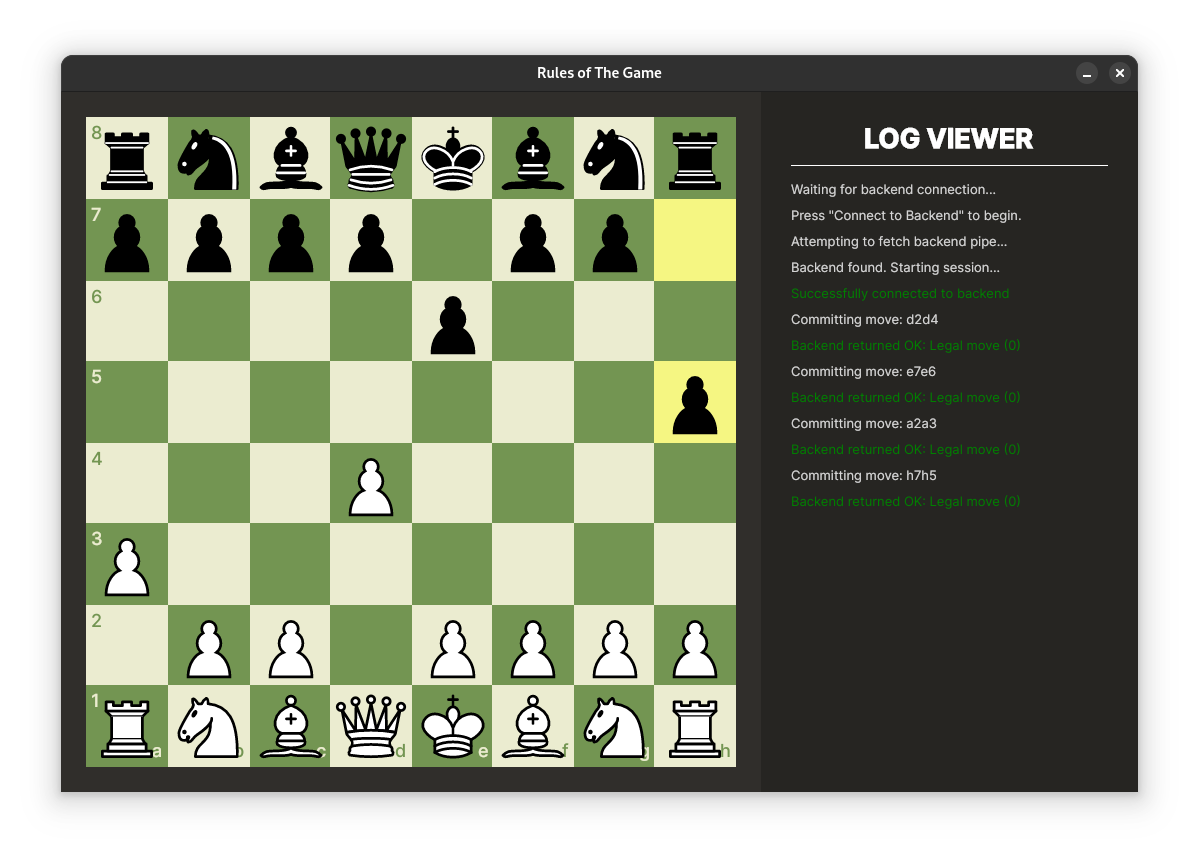 Rules of The Game
8
7
6
5
4
3
2
1
a
b
c
d
e
f
g
h
LOG VIEWER
Waiting for backend connection...
Press "Connect to Backend" to begin.
Attempting to fetch backend pipe...
Backend found. Starting session...
Successfully connected to backend
Committing move: d2d4
Backend returned OK: Legal move (0)
Committing move: e7e6
Backend returned OK: Legal move (0)
Committing move: a2a3
Backend returned OK: Legal move (0)
Committing move: h7h5
Backend returned OK: Legal move (0)